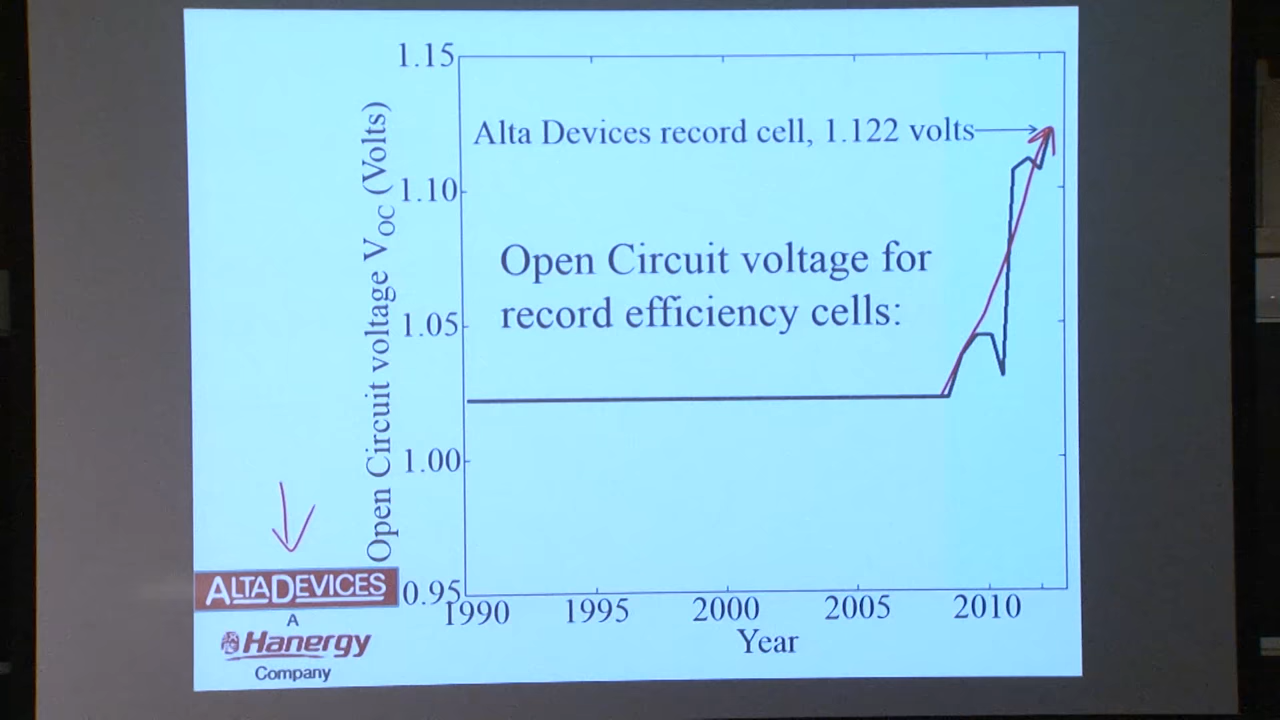 1.15
Alta Devices record cell, 1.122 volts
1.10
Open Circuit voltage for
record efficiency cells:
1.05
1.00
0.95
Open Circuit voltage VOC (Volts)
1990 1995 2000 2005 2010
Year
ALTADEVICES
A
Hanergy
Company